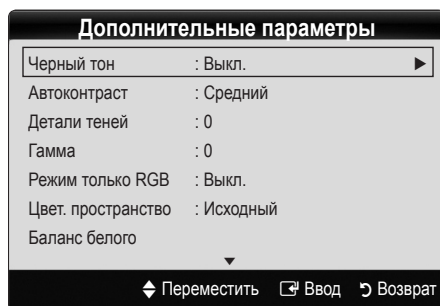 Дополнительные параметры
Черный тон : Выкл. ▶
Автоконтраст : Средний
Детали теней : 0
Гамма : 0
Режим только RGB : Выкл.
Цвет. пространство : Исходный
Баланс белого
▼
Переместить Ввод Возврат